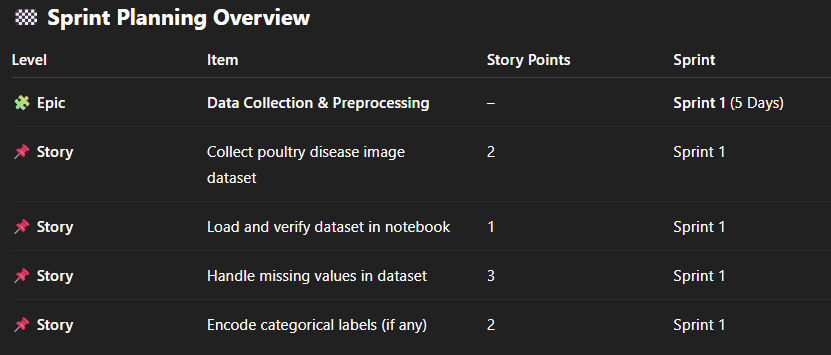 Sprint Planning Overview
Level Item Story Points Sprint
Epic Data Collection & Preprocessing – Sprint 1 (5 Days)
Story Collect poultry disease image 2 Sprint 1
dataset
Story Load and verify dataset in notebook 1 Sprint 1
Story Handle missing values in dataset 3 Sprint 1
Story Encode categorical labels (if any) 2 Sprint 1